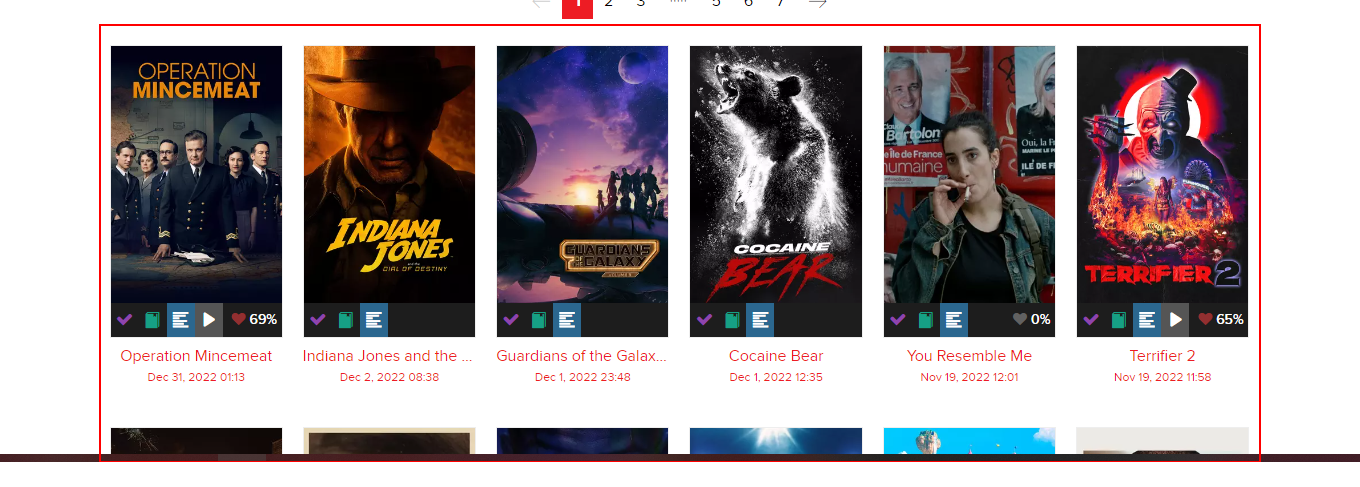 1 2 3 ..... 5 6 7
OPERATION
MINCEMEAT
INDIANA
JONES
and the
DIAL OF DESTINY
GUARDIANS
OF THE
GALAXY
VOLUME 3
COCAINE
BEAR
Bartolon
Île de France
humaine
Oui, la Fr
MARINE LE P
ILÉ DE F
TERRIFIER 2
69%
0%
65%
Operation Mincemeat
Indiana Jones and the ...
Guardians of the Galax...
Cocaine Bear
You Resemble Me
Terrifier 2
Dec 31, 2022 01:13
Dec 2, 2022 08:38
Dec 1, 2022 23:48
Dec 1, 2022 12:35
Nov 19, 2022 12:01
Nov 19, 2022 11:58